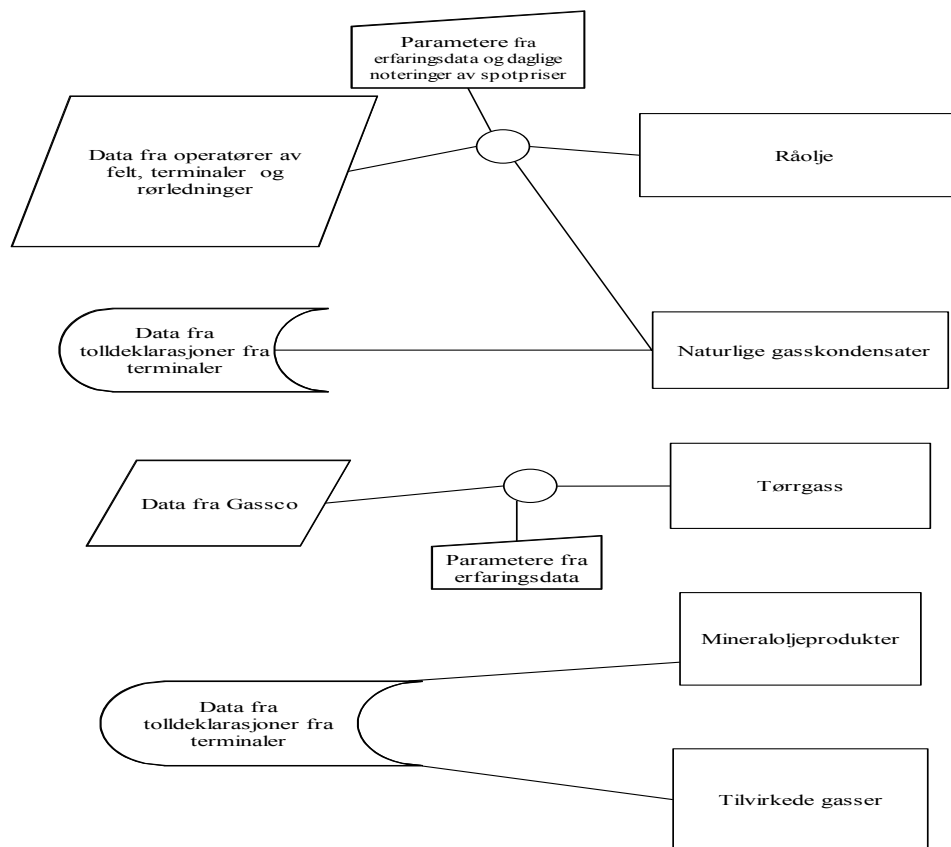 Parametere fra
erfaringsdata og daglige
noteringer av spotpriser
Data fra operatører av
felt, terminaler og
rørledninger
Råolje
Data fra
tolldeklarasjoner fra
terminaler
Naturlige gasskondensater
Data fra Gassco
Tørrgass
Parametere fra
erfaringsdata
Mineraloljeprodukter
Data fra
tolldeklarasjoner fra
terminaler
Tilvirkede gasser